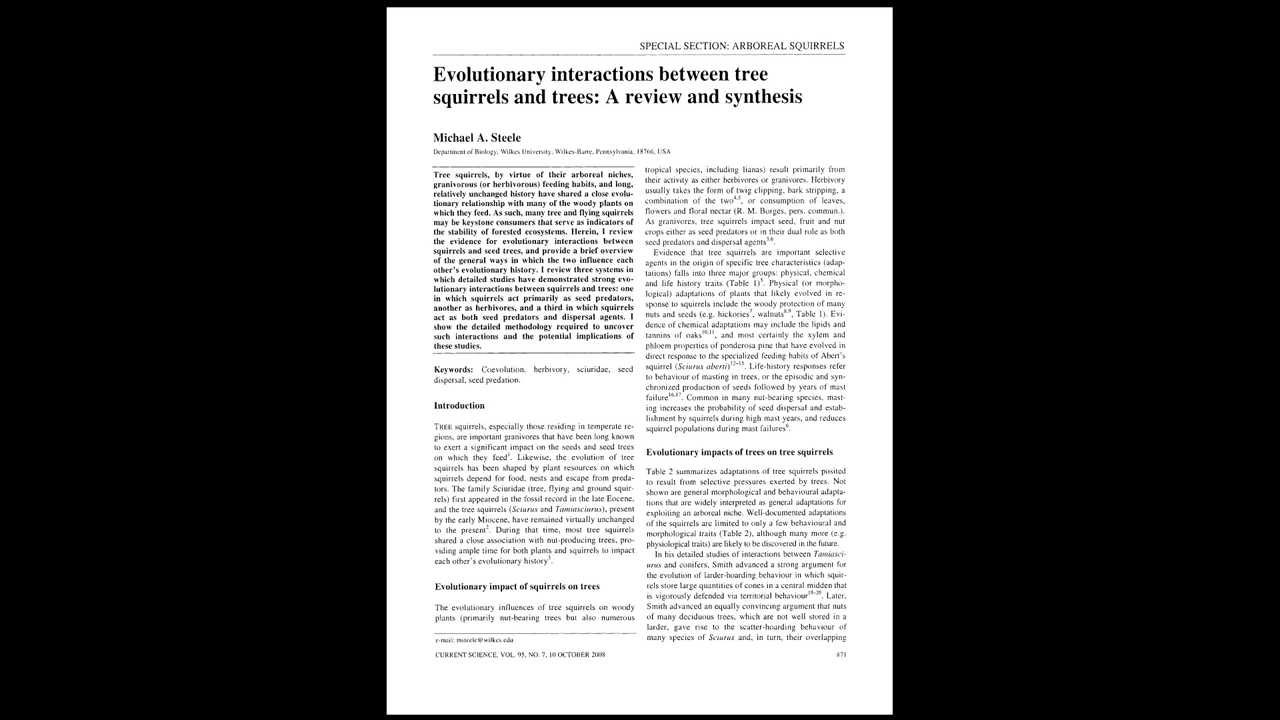 SPECIAL SECTION: ARBOREAL SQUIRRELS
Evolutionary interactions between tree
squirrels and trees: A review and synthesis
Michael A. Steele
Department of Biology, Wilkes University, Wilkes-Barre, Pennsylvania, 18766, USA
Tree squirrels, by virtue of their arboreal niches,
granivorous (or herbivorous) feeding habits, and long,
relatively unchanged history have shared a close evolu-
tionary relationship with many of the woody plants on
which they feed. As such, many tree and flying squirrels
may be keystone consumers that serve as indicators of
the stability of forested ecosystems. Herein, I review
the evidence for evolutionary interactions between
squirrels and seed trees, and provide a brief overview
of the general ways in which the two influence each
other's evolutionary history. I review three systems in
which detailed studies have demonstrated strong evo-
lutionary interactions between squirrels and trees: one
in which squirrels act primarily as seed predators,
another as herbivores, and a third in which squirrels
act as both seed predators and dispersal agents. I
show the detailed methodology required to uncover
such interactions and the potential implications of
these studies.
Keywords: Coevolution, herbivory, sciuridae, seed
dispersal, seed predation.
Introduction
TREE squirrels, especially those residing in temperate re-
gions, are important granivores that have been long known
to exert a significant impact on the seeds and seed trees
on which they feed1. Likewise, the evolution of tree
squirrels has been shaped by plant resources on which
squirrels depend for food, nests and escape from preda-
tors. The family Sciuridae (tree, flying and ground squir-
rels) first appeared in the fossil record in the late Eocene,
and the tree squirrels (Sciurus and Tamiasciurus), present
by the early Miocene, have remained virtually unchanged
to the present2. During that time, most tree squirrels
shared a close association with nut-producing trees, pro-
viding ample time for both plants and squirrels to impact
each other's evolutionary history3.
Evolutionary impact of squirrels on trees
The evolutionary influences of tree squirrels on woody
plants (primarily nut-bearing trees but also numerous
e-mail: msteele@wilkes.edu
tropical species, including lianas) result primarily from
their activity as either herbivores or granivores. Herbivory
usually takes the form of twig clipping, bark stripping, a
combination of the two4,5, or consumption of leaves,
flowers and floral nectar (R. M. Borges, pers. commun.).
As granivores, tree squirrels impact seed, fruit and nut
crops either as seed predators or in their dual role as both
seed predators and dispersal agents5,6.
Evidence that tree squirrels are important selective
agents in the origin of specific tree characteristics (adap-
tations) falls into three major groups: physical, chemical
and life history traits (Table 1)5. Physical (or morpho-
logical) adaptations of plants that likely evolved in re-
sponse to squirrels include the woody protection of many
nuts and seeds (e.g. hickories7, walnuts8,9, Table 1). Evi-
dence of chemical adaptations may include the lipids and
tannins of oaks10,11, and most certainly the xylem and
phloem properties of ponderosa pine that have evolved in
direct response to the specialized feeding habits of Abert's
squirrel (Sciurus aberti)12–15. Life-history responses refer
to behaviour of masting in trees, or the episodic and syn-
chronized production of seeds followed by years of mast
failure16,17. Common in many nut-bearing species, mast-
ing increases the probability of seed dispersal and estab-
lishment by squirrels during high mast years, and reduces
squirrel populations during mast failures6.
Evolutionary impacts of trees on tree squirrels
Table 2 summarizes adaptations of tree squirrels posited
to result from selective pressures exerted by trees. Not
shown are general morphological and behavioural adapta-
tions that are widely interpreted as general adaptations for
exploiting an arboreal niche. Well-documented adaptations
of the squirrels are limited to only a few behavioural and
morphological traits (Table 2), although many more (e.g.
physiological traits) are likely to be discovered in the future.
In his detailed studies of interactions between Tamiasci-
urus and conifers, Smith advanced a strong argument for
the evolution of larder-hoarding behaviour in which squir-
rels store large quantities of cones in a central midden that
is vigorously defended via territorial behaviour18–20. Later,
Smith advanced an equally convincing argument that nuts
of many deciduous trees, which are not well stored in a
larder, gave rise to the scatter-hoarding behaviour of
many species of Sciurus and, in turn, their overlapping
CURRENT SCIENCE, VOL. 95, NO. 7, 10 OCTOBER 2008
871